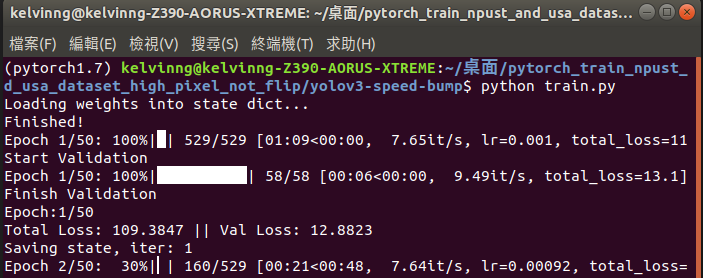 kelvinng@kelvinng-Z390-AORUS-XTREME: ~/桌面/pytorch_train_npust_and_usa_datas...
檔案(F) 編輯(E) 檢視(V) 搜尋(S) 終端機(T) 求助(H)
(pytorch1.7) kelvinng@kelvinng-Z390-AORUS-XTREME:~/桌面/pytorch_train_npust_
d_usa_dataset_high_pixel_not_flip/yolov3-speed-bump$ python train.py
Loading weights into state dict...
Finished!
Epoch 1/50: 100%|█| 529/529 [01:09<00:00,  7.65it/s, lr=0.001, total_loss=11
Start Validation
Epoch 1/50: 100%|█████████| 58/58 [00:06<00:00,  9.49it/s, total_loss=13.1]
Finish Validation
Epoch:1/50
Total Loss: 109.3847 || Val Loss: 12.8823
Saving state, iter: 1
Epoch 2/50:  30%|▎| 160/529 [00:21<00:48,  7.64it/s, lr=0.00092, total_loss=